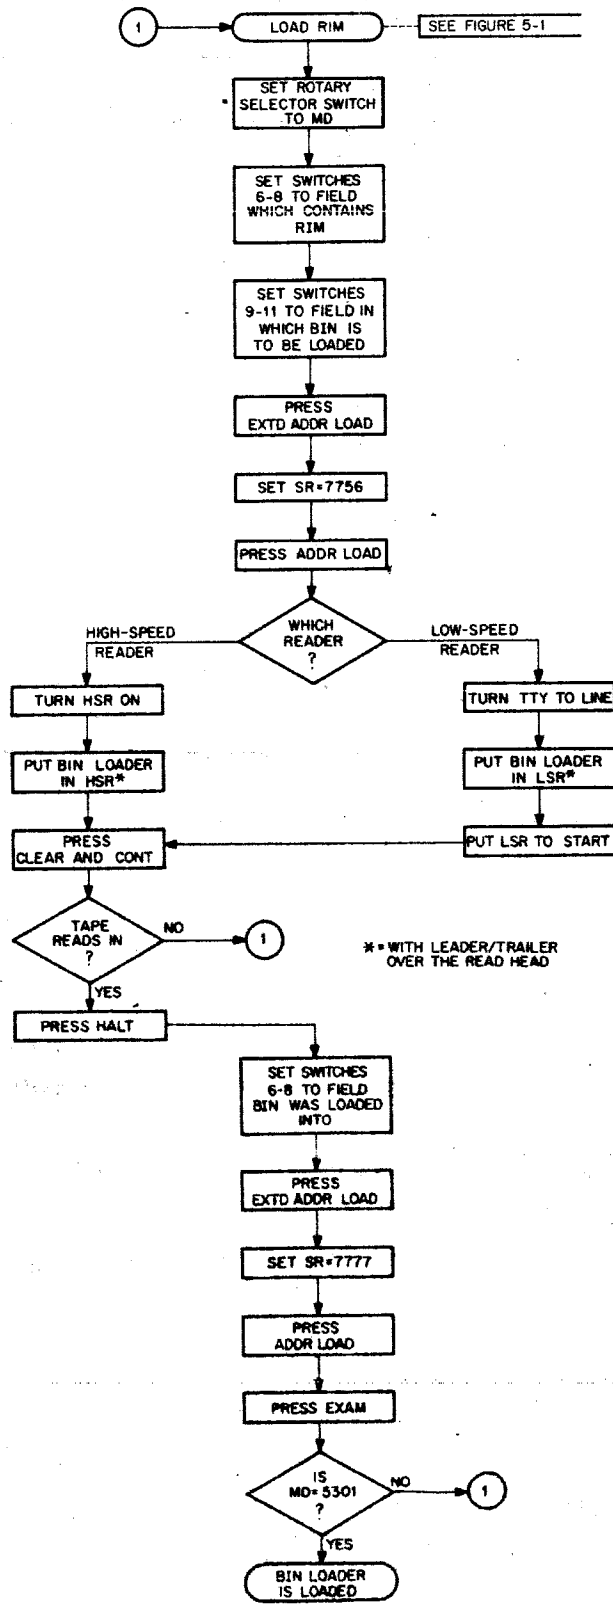 1
LOAD RIM
SEE FIGURE 5-1
SET ROTARY
SELECTOR SWITCH
TO MD
SET SWITCHES
6-8 TO FIELD
WHICH CONTAINS
RIM
SET SWITCHES
9-11 TO FIELD IN
WHICH BIN IS
TO BE LOADED
PRESS
EXTD ADDR LOAD
SET SR=7756
PRESS ADDR LOAD
WHICH
READER
?
HIGH-SPEED
READER
LOW-SPEED
READER
TURN HSR ON
TURN TTY TO LINE
PUT BIN LOADER
IN HSR*
PUT BIN LOADER
IN LSR*
PRESS
CLEAR AND CONT
PUT LSR TO START
TAPE
READS IN
?
NO
1
*=WITH LEADER/TRAILER
OVER THE READ HEAD
YES
PRESS HALT
SET SWITCHES
6-8 TO FIELD
BIN WAS LOADED
INTO
PRESS
EXTD ADDR LOAD
SET SR=7777
PRESS
ADDR LOAD
PRESS EXAM
IS
MD=5301
?
NO
1
YES
BIN LOADER
IS LOADED